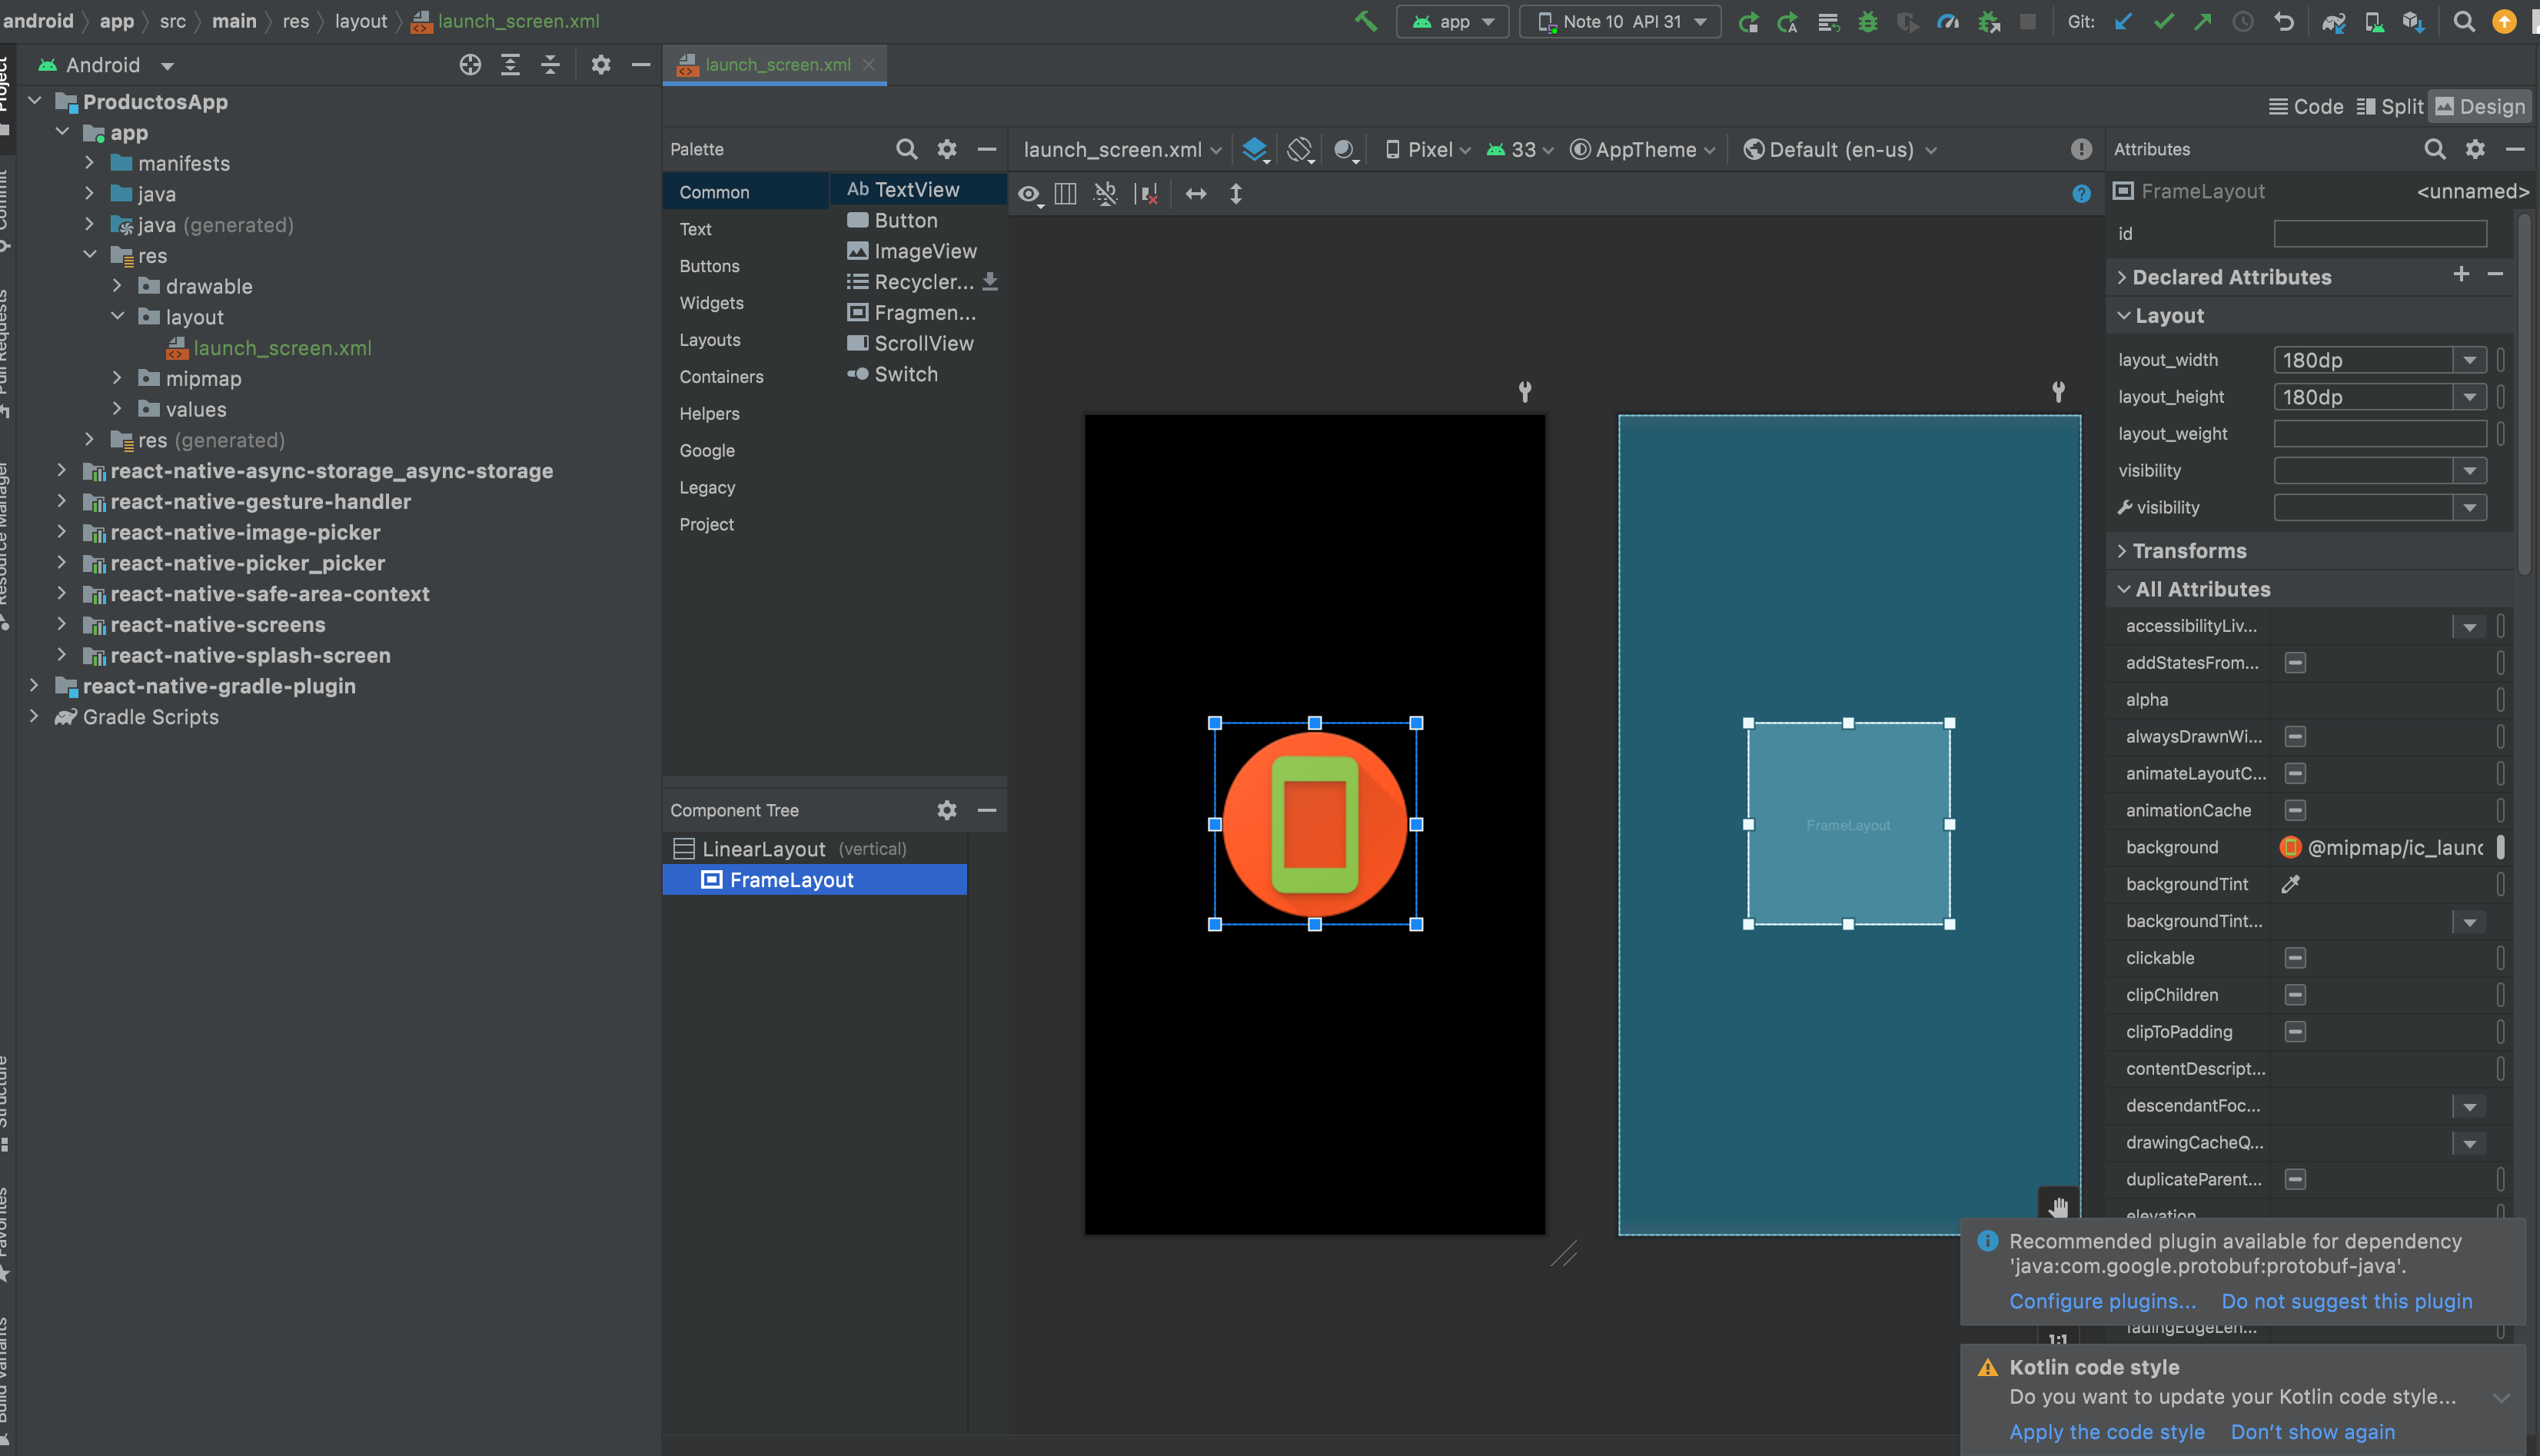 android app src main res layout launch_screen.xml
app
Note 10 API 31
Git:
Project
Commit
Pull Requests
Resource Manager
Structure
Favorites
Build Variants
Android
ProductosApp
app
manifests
java
java (generated)
res
drawable
layout
launch_screen.xml
mipmap
values
res (generated)
react-native-async-storage_async-storage
react-native-gesture-handler
react-native-image-picker
react-native-picker_picker
react-native-safe-area-context
react-native-screens
react-native-splash-screen
react-native-gradle-plugin
Gradle Scripts
launch_screen.xml
Code Split Design
Palette
Common
Text
Buttons
Widgets
Layouts
Containers
Helpers
Google
Legacy
Project
Ab TextView
Button
ImageView
Recycler...
Fragmen...
ScrollView
Switch
Component Tree
LinearLayout (vertical)
FrameLayout
launch_screen.xml Pixel 33 AppTheme Default (en-us)
FrameLayout
Attributes
FrameLayout <unnamed>
id
Declared Attributes
Layout
layout_width 180dp
layout_height 180dp
layout_weight
visibility
visibility
Transforms
All Attributes
accessibilityLiv...
addStatesFrom...
alpha
alwaysDrawnWi...
animateLayoutC...
animationCache
background @mipmap/ic_launc
backgroundTint
backgroundTint...
clickable
clipChildren
clipToPadding
contentDescript...
descendantFoc...
drawingCacheQ...
duplicateParent...
elevation
Recommended plugin available for dependency
'java:com.google.protobuf:protobuf-java'.
Configure plugins... Do not suggest this plugin
fadingEdgeLen...
1:1
Kotlin code style
Do you want to update your Kotlin code style...
Apply the code style Don't show again